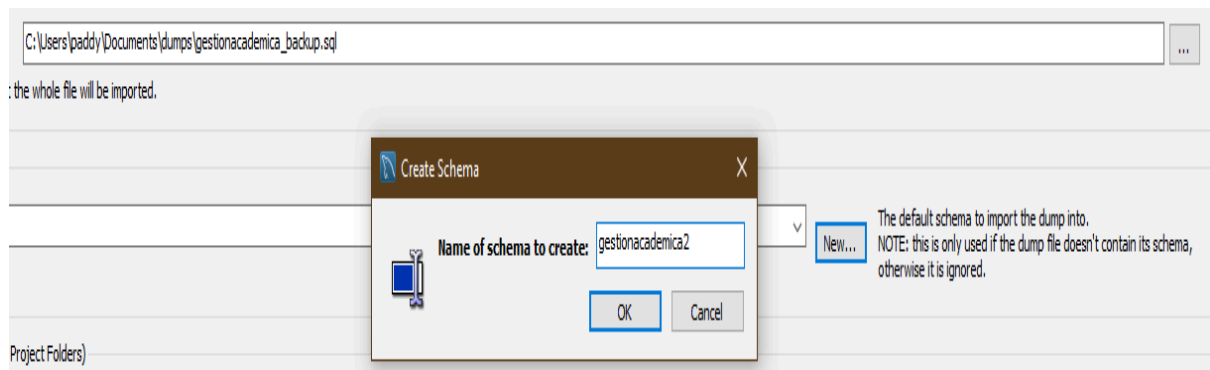 C:\Users\paddy\Documents\dumps\gestionacademica_backup.sql
...
: the whole file will be imported.
Create Schema
Name of schema to create:
gestionacademica2
OK
Cancel
New...
The default schema to import the dump into.
NOTE: this is only used if the dump file doesn't contain its schema,
otherwise it is ignored.
Project Folders)